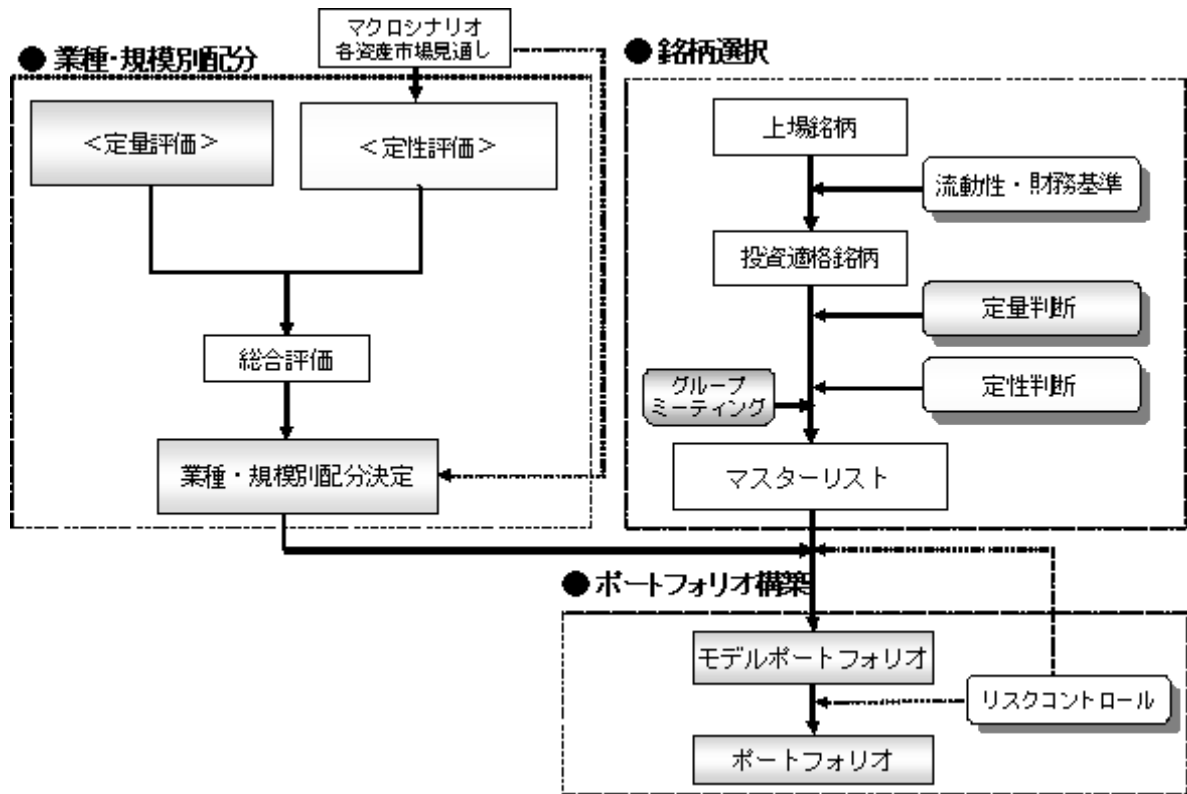 マクロシナリオ
各資産市場見通し
● 業種・規模別配分
＜定量評価＞
＜定性評価＞
総合評価
業種・規模別配分決定
● 銘柄選択
上場銘柄
流動性・財務基準
投資適格銘柄
定量判断
定性判断
グループ
ミーティング
マスターリスト
● ポートフォリオ構築
モデルポートフォリオ
リスクコントロール
ポートフォリオ